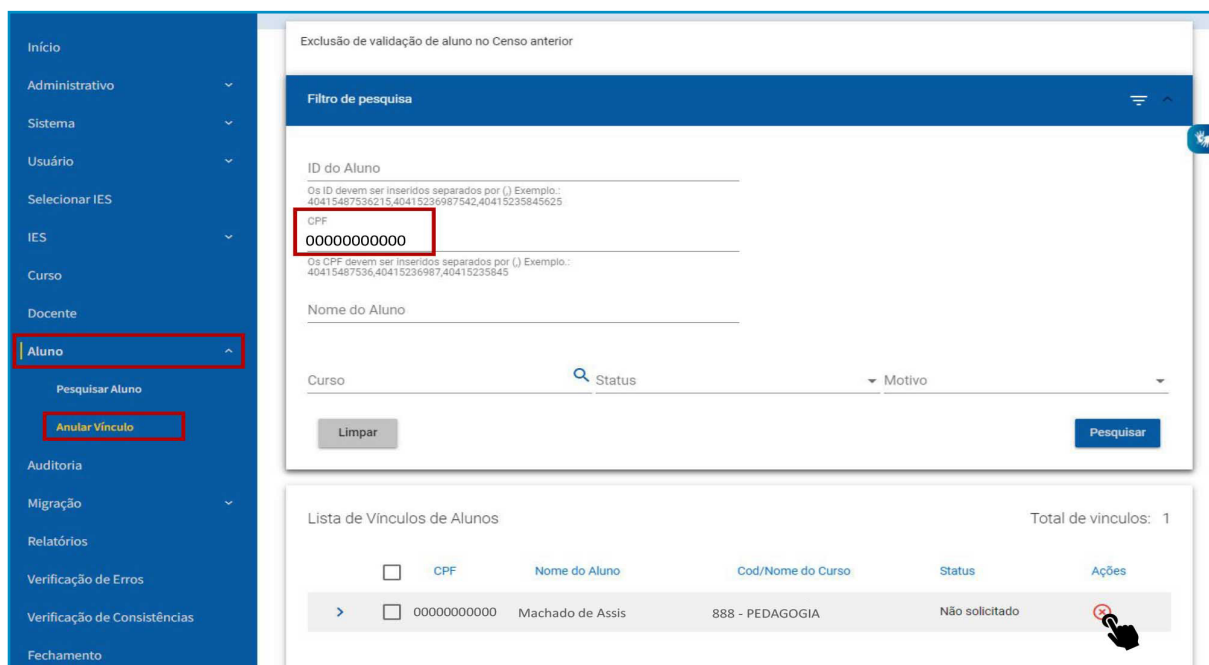 Início
Administrativo
Sistema
Usuário
Selecionar IES
IES
Curso
Docente
Aluno
Pesquisar Aluno
Anular Vínculo
Auditoria
Migração
Relatórios
Verificação de Erros
Verificação de Consistências
Fechamento
Exclusão de validação de aluno no Censo anterior
Filtro de pesquisa
ID do Aluno
Os ID devem ser inseridos separados por (,) Exemplo.:
40415487536215,40415236987542,40415235845625
CPF
00000000000
Os CPF devem ser inseridos separados por (,) Exemplo.:
40415487536,40415236987,40415235845
Nome do Aluno
Curso Status Motivo
Limpar Pesquisar
Lista de Vínculos de Alunos Total de vinculos: 1
CPF Nome do Aluno Cod/Nome do Curso Status Ações
00000000000 Machado de Assis 888 - PEDAGOGIA Não solicitado